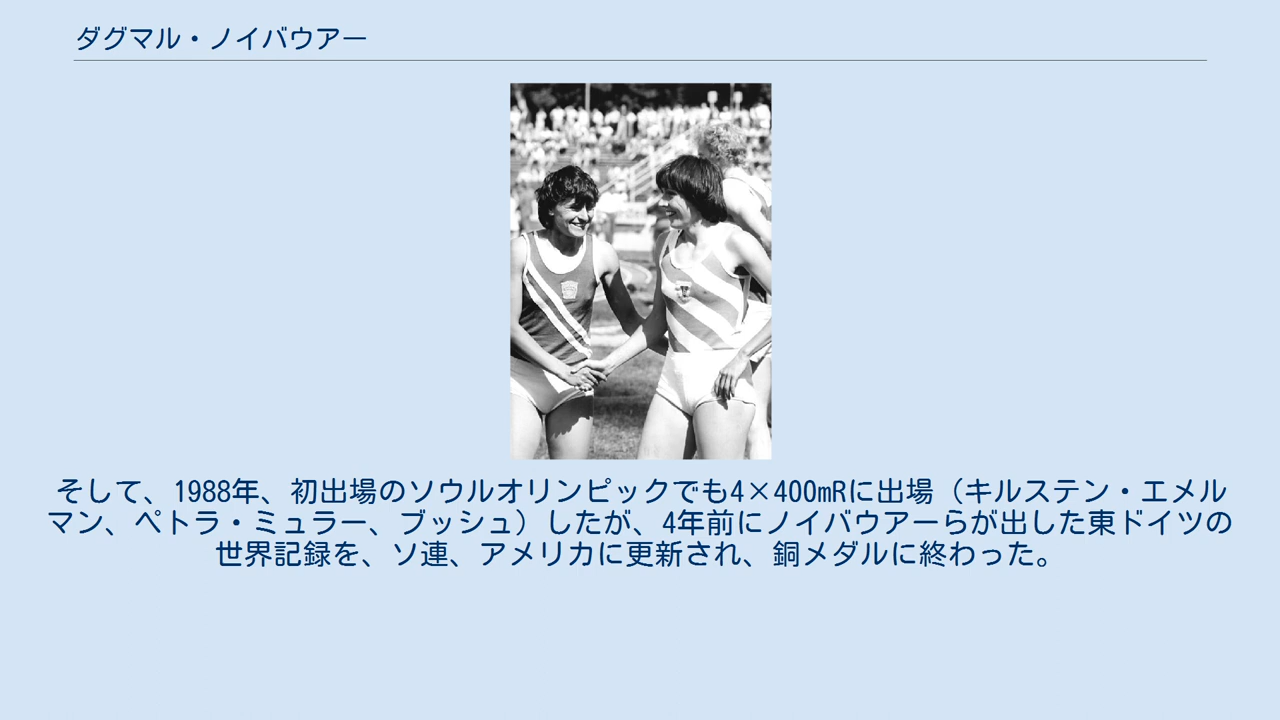 ダグマル・ノイバウアー
そして、1988年、初出場のソウルオリンピックでも4×400mRに出場（キルステン・エメル
マン、ペトラ・ミュラー、ブッシュ）したが、4年前にノイバウアーらが出した東ドイツの
世界記録を、ソ連、アメリカに更新され、銅メダルに終わった。